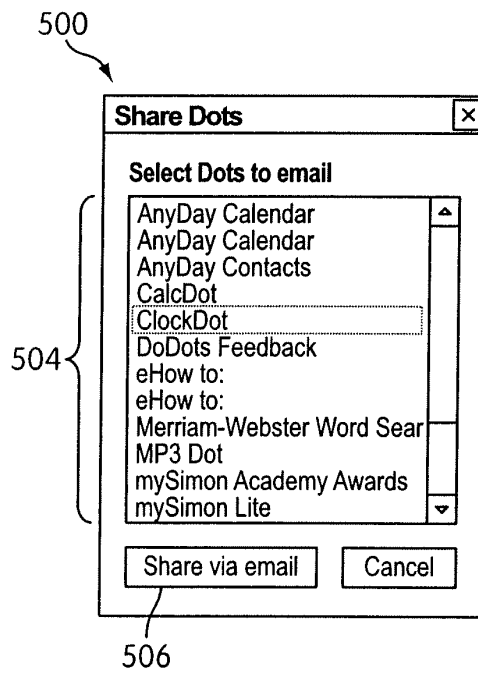 500
Share Dots
Select Dots to email
AnyDay Calendar
AnyDay Calendar
AnyDay Contacts
CalcDot
ClockDot
DoDots Feedback
504
eHow to:
eHow to:
Merriam-Webster Word Sear
MP3 Dot
mySimon Academy Awards
mySimon Lite
Share via email
Cancel
506